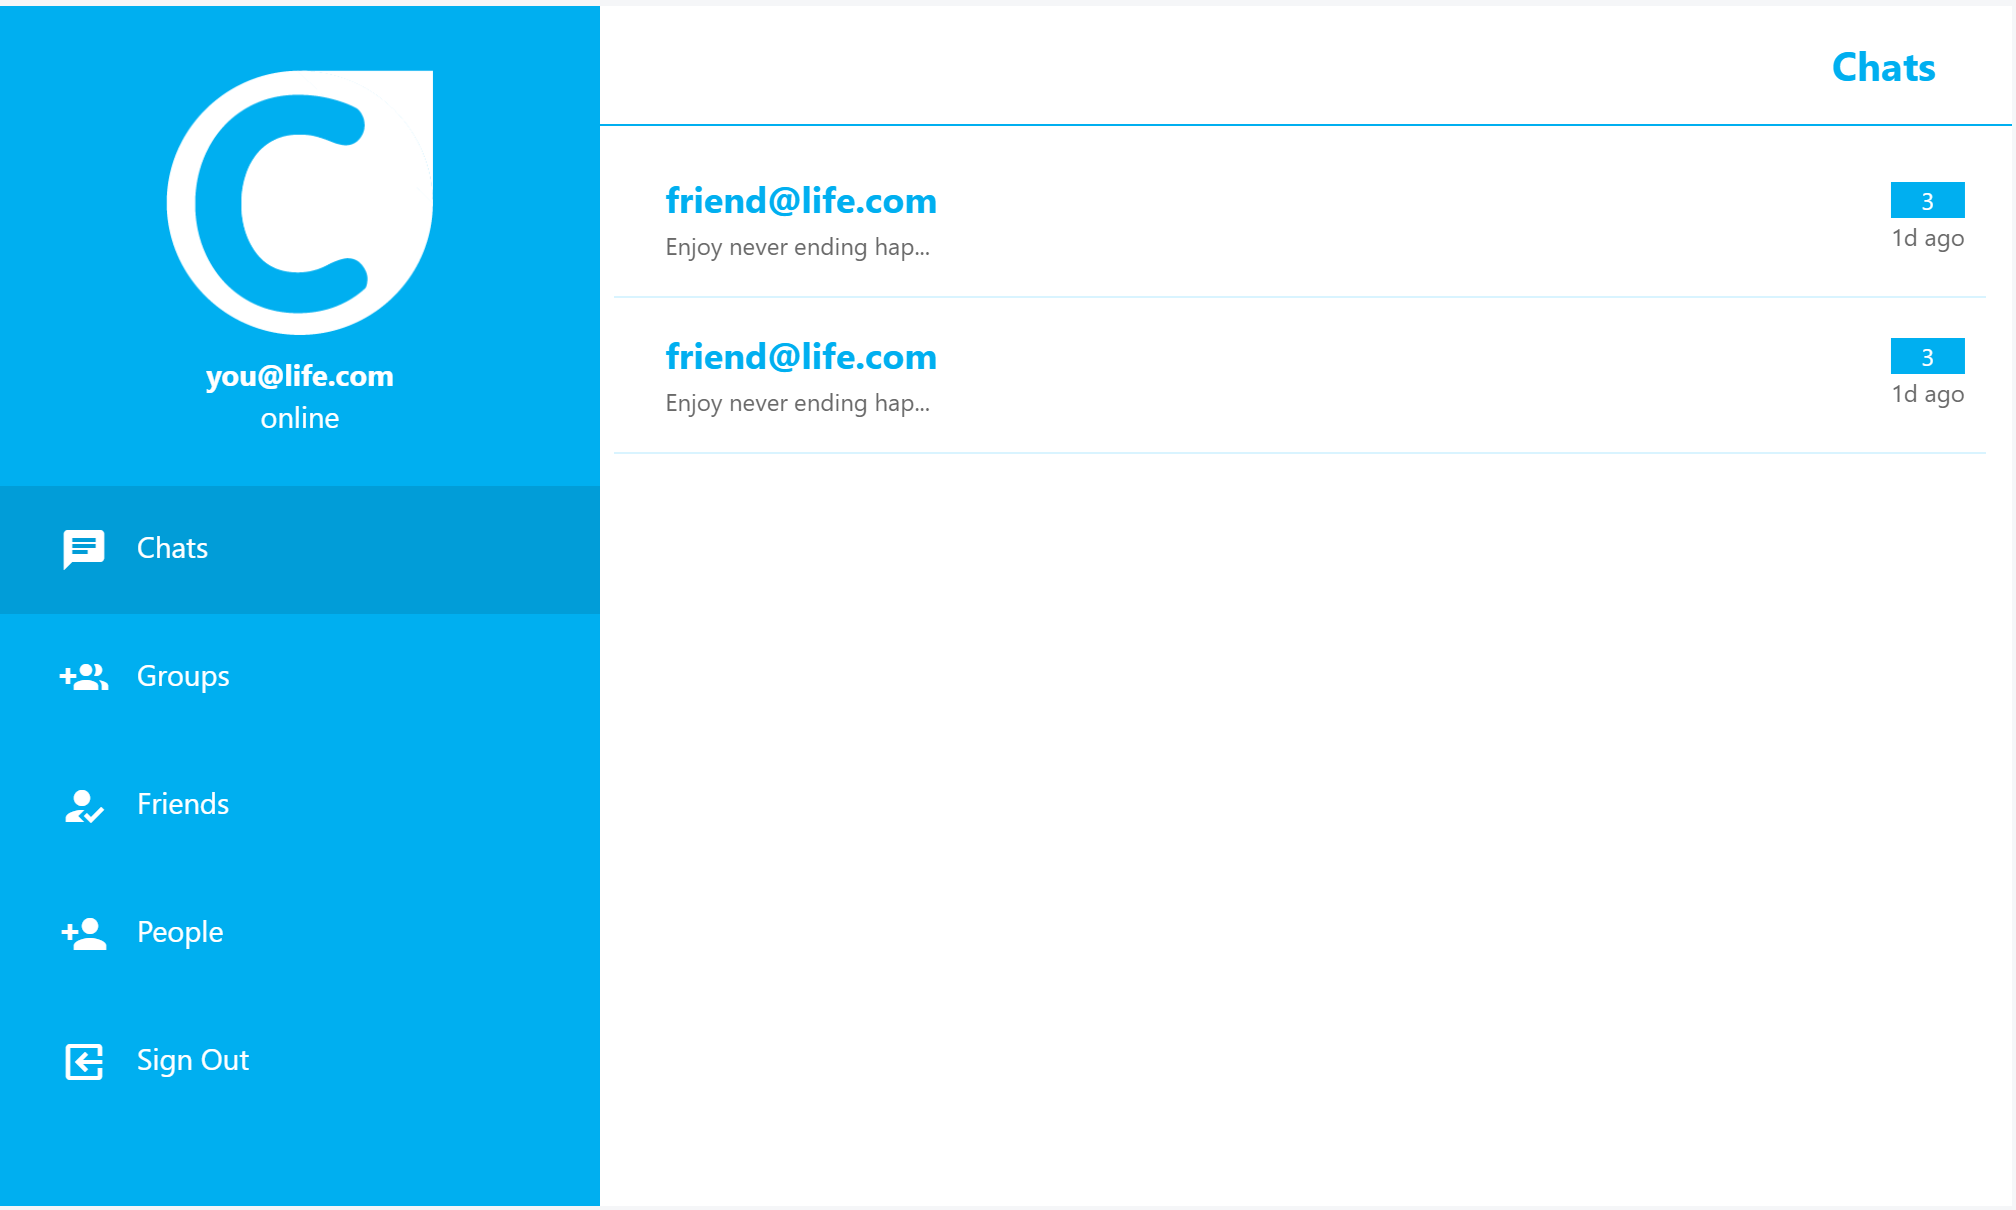 C
you@life.com
online
Chats
Groups
Friends
People
Sign Out
Chats
friend@life.com
3
Enjoy never ending hap...
1d ago
friend@life.com
3
Enjoy never ending hap...
1d ago